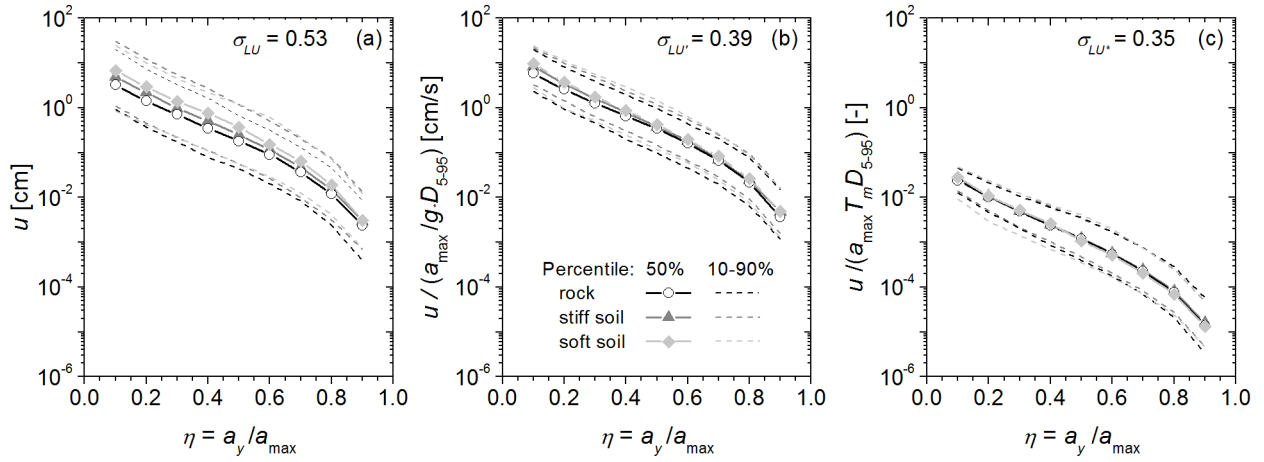 σ_LU = 0.53 (a)
10^2
10^0
10^-2
10^-4
10^-6
u [cm]
0.0 0.2 0.4 0.6 0.8 1.0
η = a_y/a_max
σ_LU' = 0.39 (b)
10^2
10^0
10^-2
10^-4
10^-6
u / (a_max/g·D_5-95) [cm/s]
Percentile: 50% 10-90%
rock
stiff soil
soft soil
0.0 0.2 0.4 0.6 0.8 1.0
η = a_y/a_max
σ_LU* = 0.35 (c)
10^2
10^0
10^-2
10^-4
10^-6
u /(a_max T_m D_5-95) [-]
0.0 0.2 0.4 0.6 0.8 1.0
η = a_y/a_max